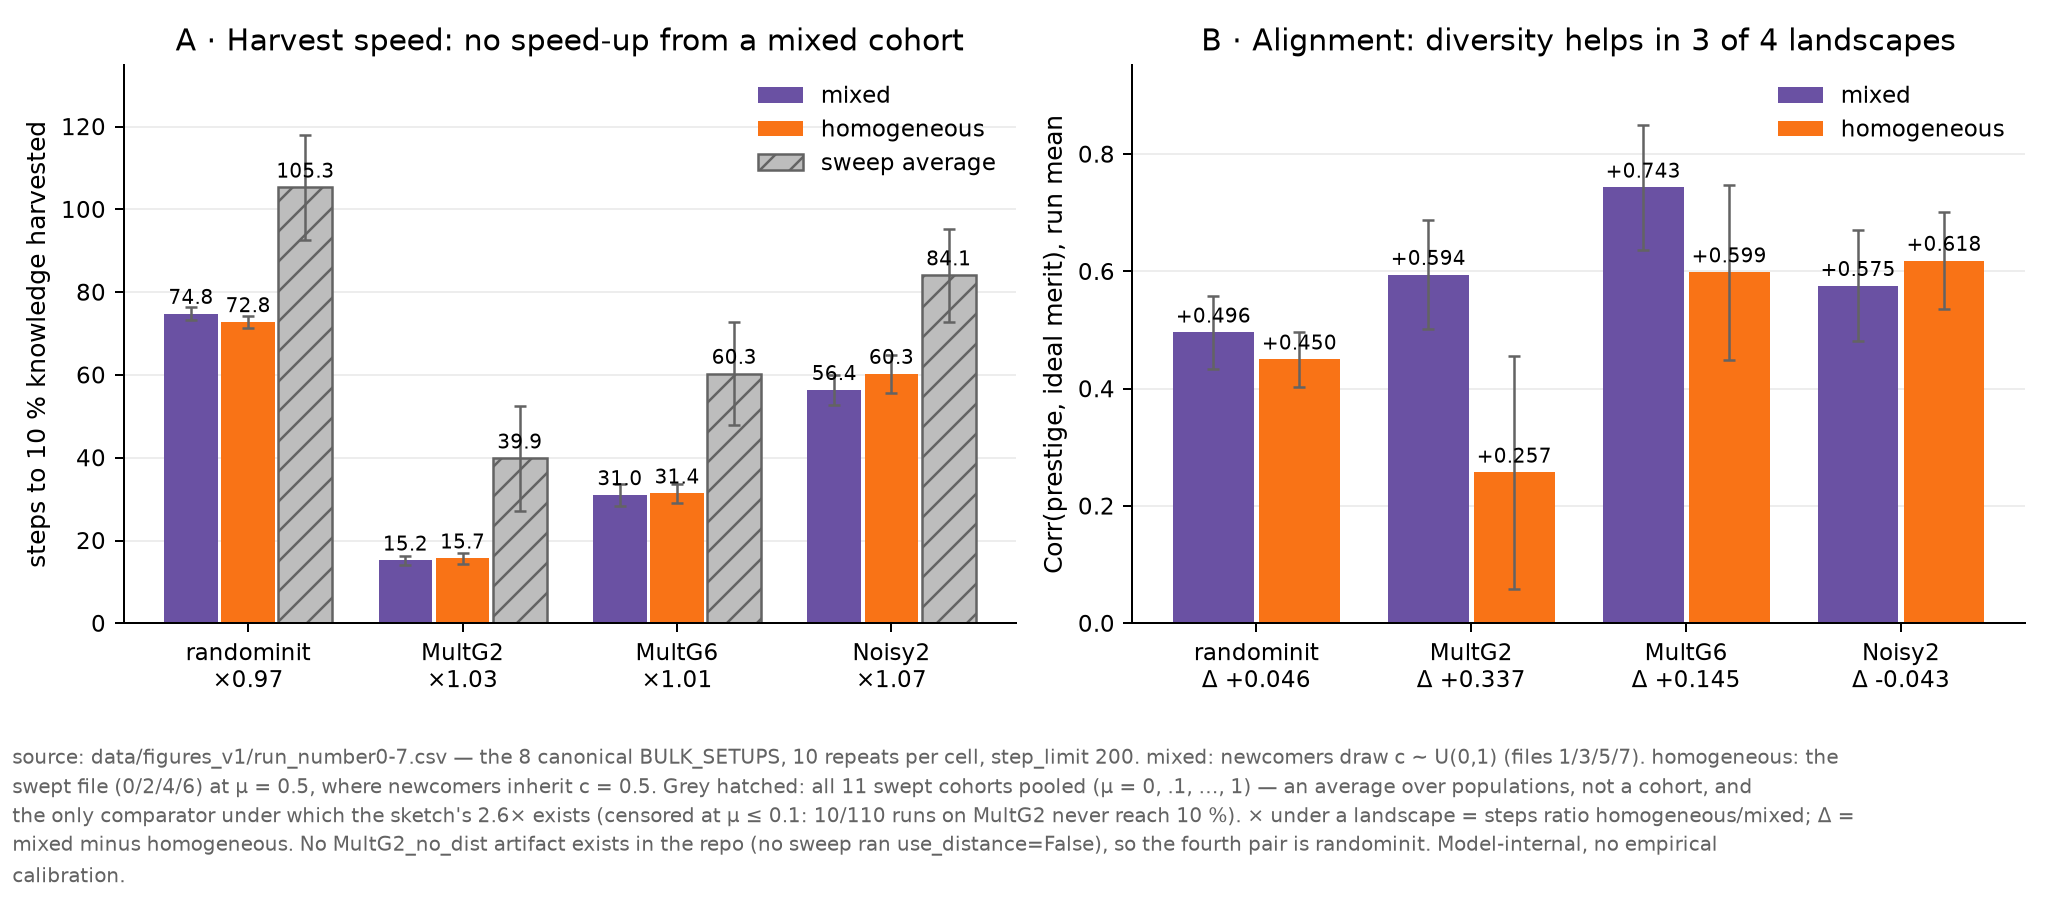 A · Harvest speed: no speed-up from a mixed cohort
steps to 10 % knowledge harvested
120
100
80
60
40
20
0
mixed
homogeneous
sweep average
74.8
72.8
105.3
15.2
15.7
39.9
31.0
31.4
60.3
56.4
60.3
84.1
randominit
×0.97
MultG2
×1.03
MultG6
×1.01
Noisy2
×1.07
B · Alignment: diversity helps in 3 of 4 landscapes
Corr(prestige, ideal merit), run mean
0.8
0.6
0.4
0.2
0.0
mixed
homogeneous
+0.496
+0.450
+0.594
+0.257
+0.743
+0.599
+0.575
+0.618
randominit
Δ +0.046
MultG2
Δ +0.337
MultG6
Δ +0.145
Noisy2
Δ -0.043
source: data/figures_v1/run_number0-7.csv — the 8 canonical BULK_SETUPS, 10 repeats per cell, step_limit 200. mixed: newcomers draw c ~ U(0,1) (files 1/3/5/7). homogeneous: the
swept file (0/2/4/6) at μ = 0.5, where newcomers inherit c = 0.5. Grey hatched: all 11 swept cohorts pooled (μ = 0, .1, …, 1) — an average over populations, not a cohort, and
the only comparator under which the sketch's 2.6× exists (censored at μ ≤ 0.1: 10/110 runs on MultG2 never reach 10 %). × under a landscape = steps ratio homogeneous/mixed; Δ =
mixed minus homogeneous. No MultG2_no_dist artifact exists in the repo (no sweep ran use_distance=False), so the fourth pair is randominit. Model-internal, no empirical
calibration.